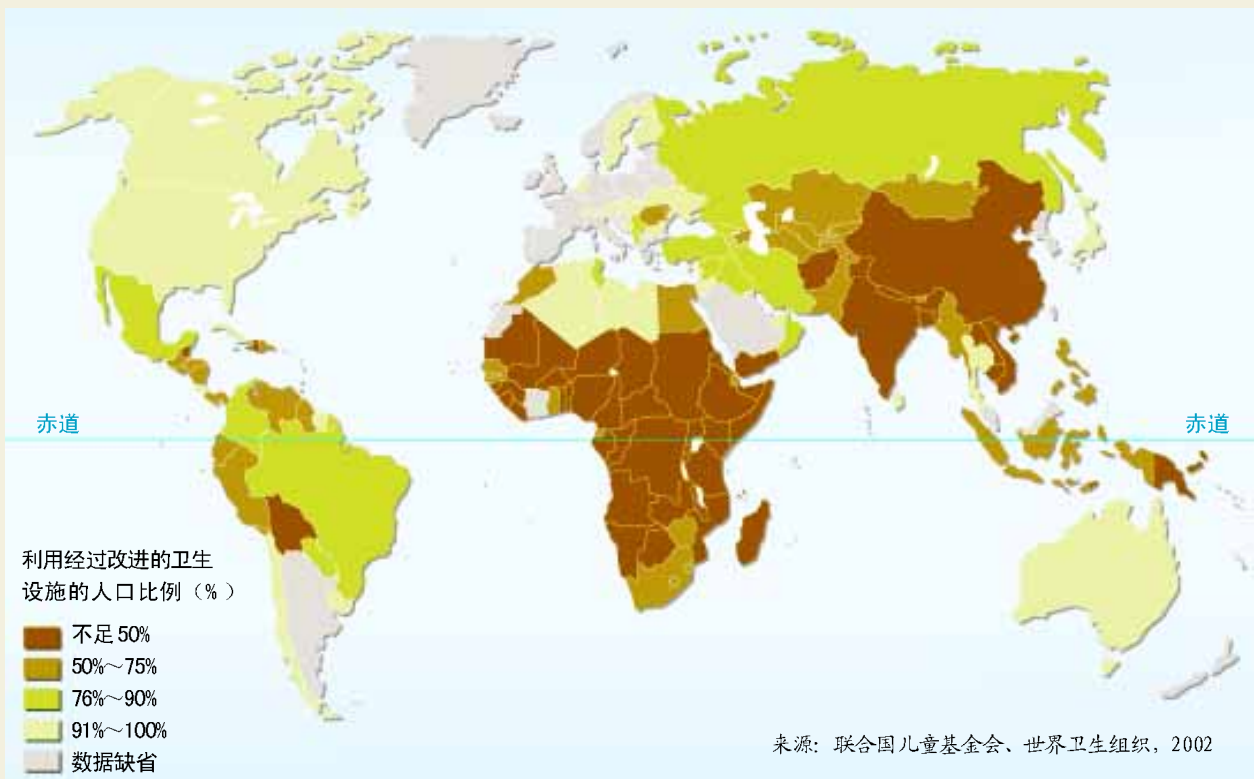 赤道
赤道
利用经过改进的卫生
设施的人口比例（%）
不足50%
50%～75%
76%～90%
91%～100%
数据缺省
来源：联合国儿童基金会、世界卫生组织，2002